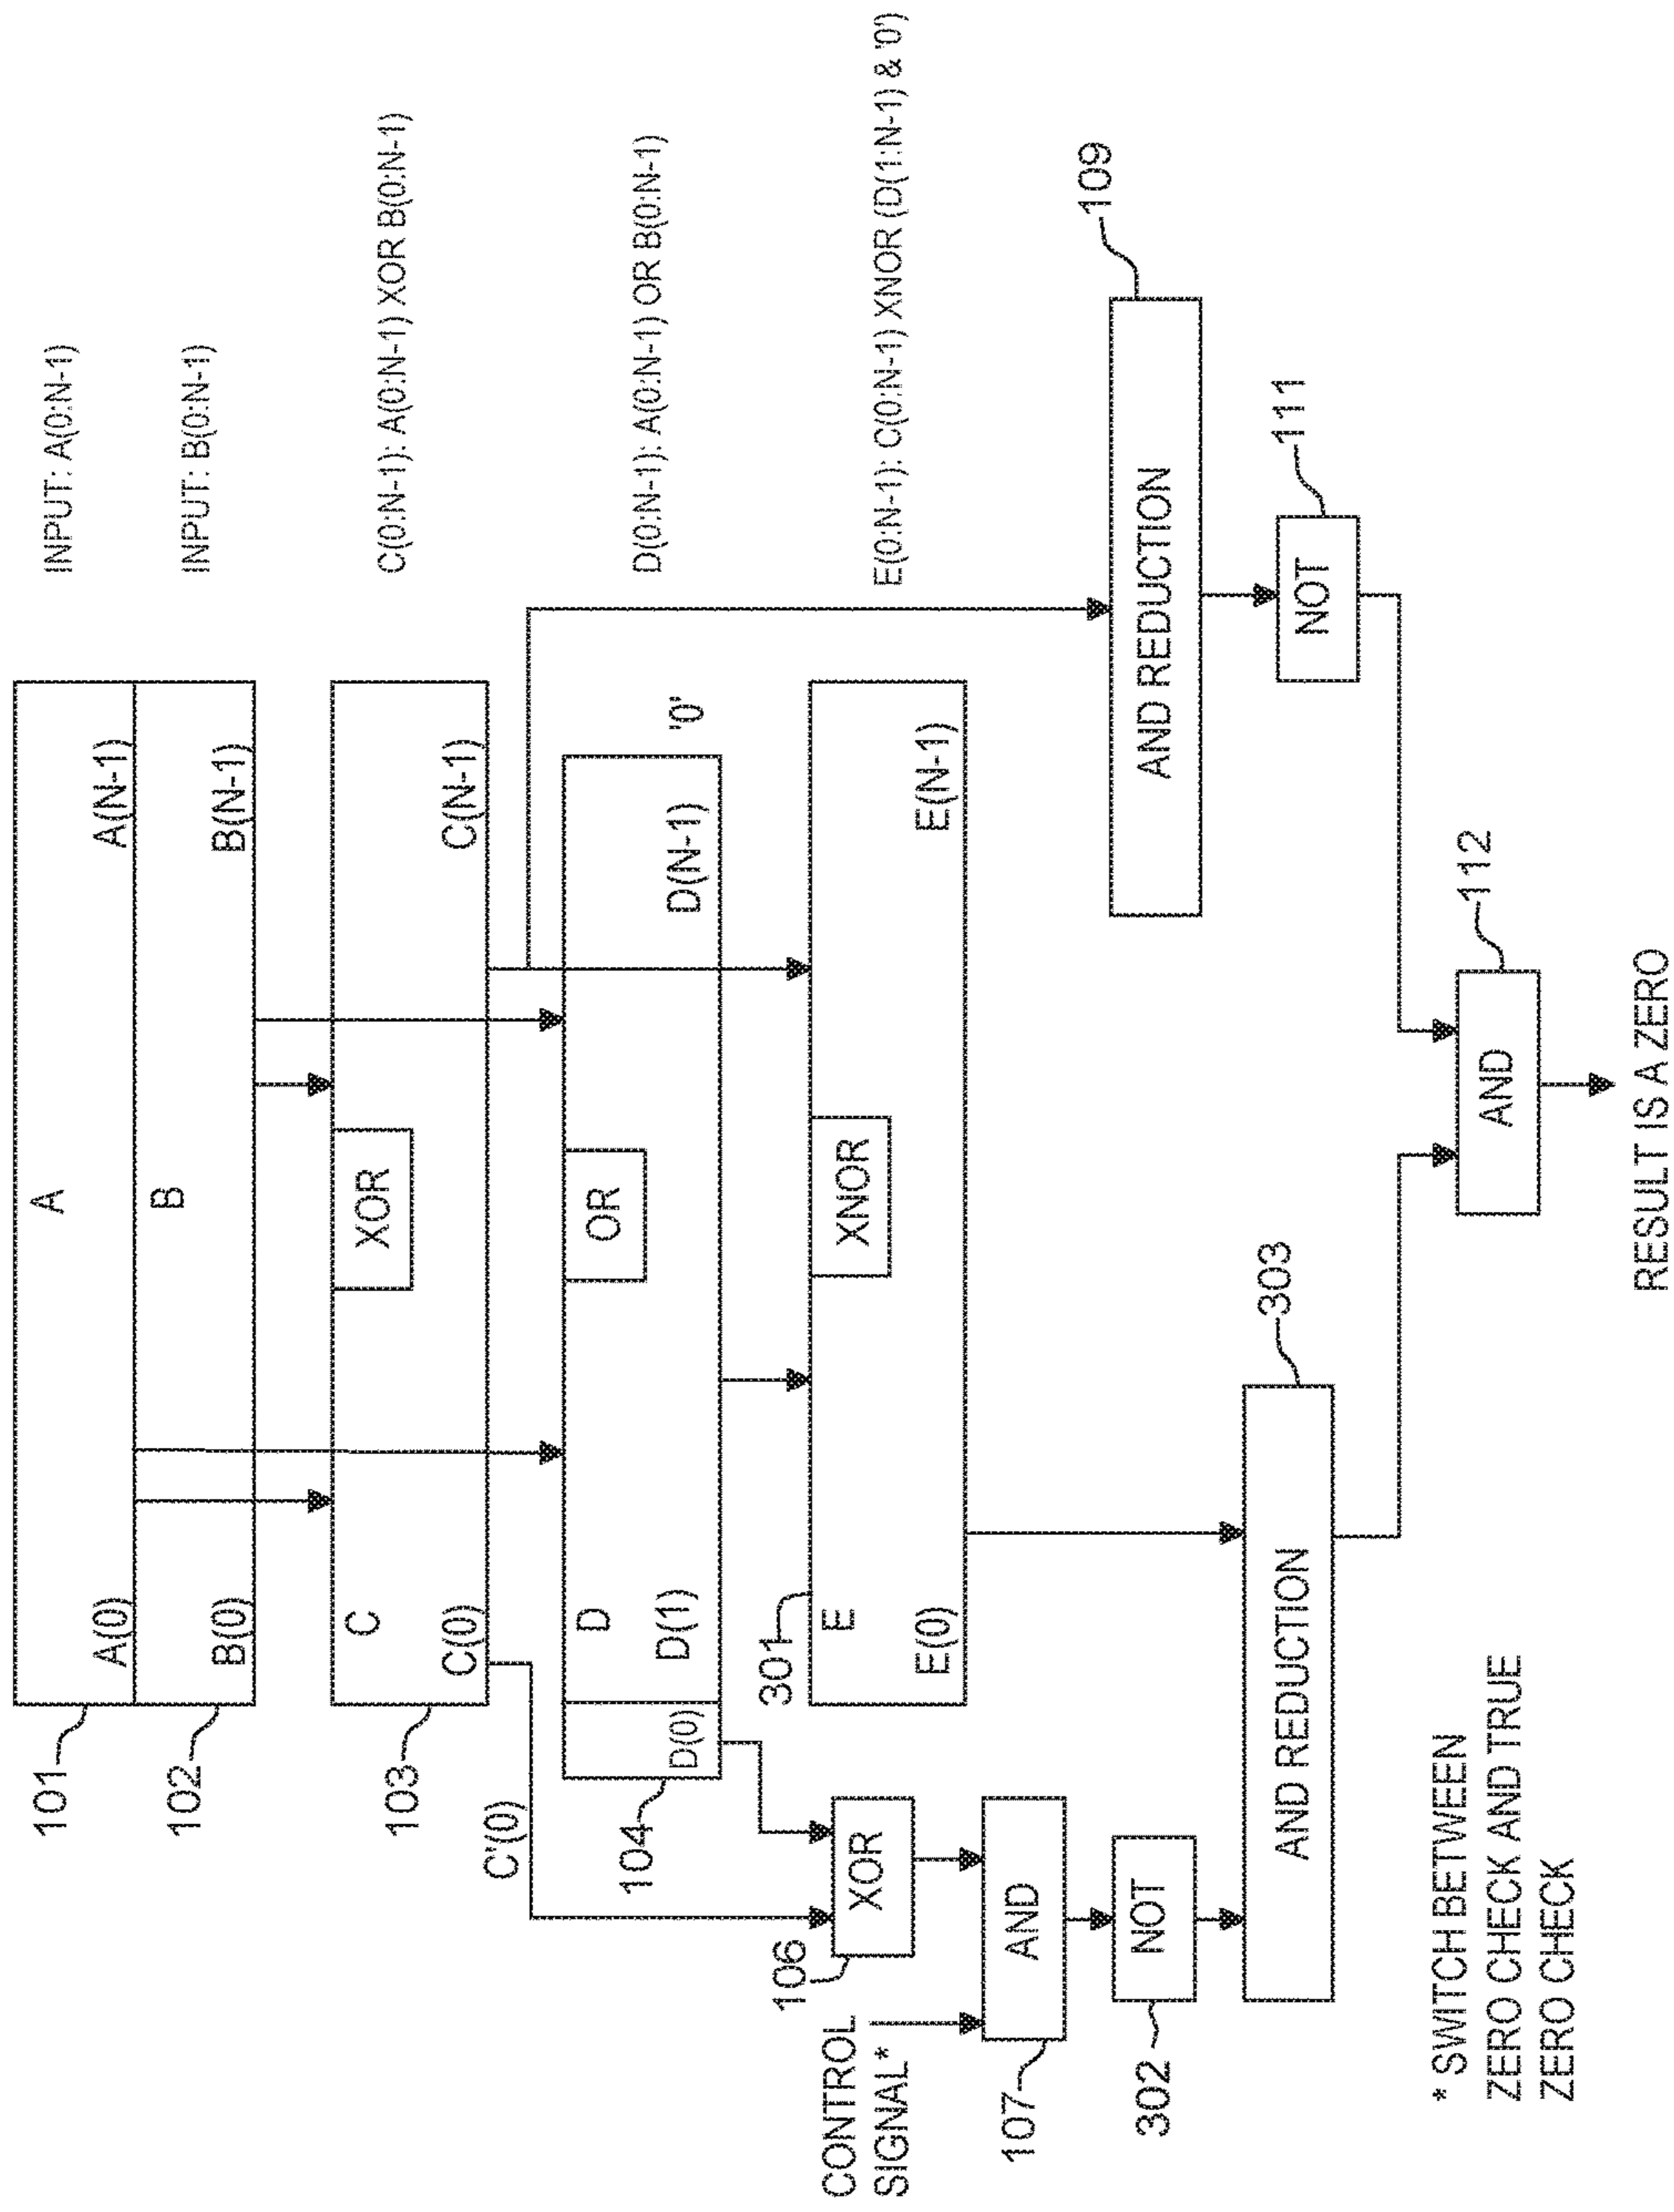 INPUT: A(0:N-1)
INPUT: B(0:N-1)
C(0:N-1): A(0:N-1) XOR B(0:N-1)
D(0:N-1): A(0:N-1) OR B(0:N-1)
E(0:N-1): C(0:N-1) XNOR (D(1:N-1) & '0')
101
A
A(0)
A(N-1)
102
B
B(0)
B(N-1)
103
XOR
C
C(0)
C(N-1)
C'(0)
104
OR
D
D(0)
D(1)
D(N-1)
'0'
301
XNOR
E
E(0)
E(N-1)
106
XOR
CONTROL
SIGNAL*
107
AND
302
NOT
AND REDUCTION
303
AND REDUCTION
109
NOT
111
AND
112
RESULT IS A ZERO
* SWITCH BETWEEN
ZERO CHECK AND TRUE
ZERO CHECK